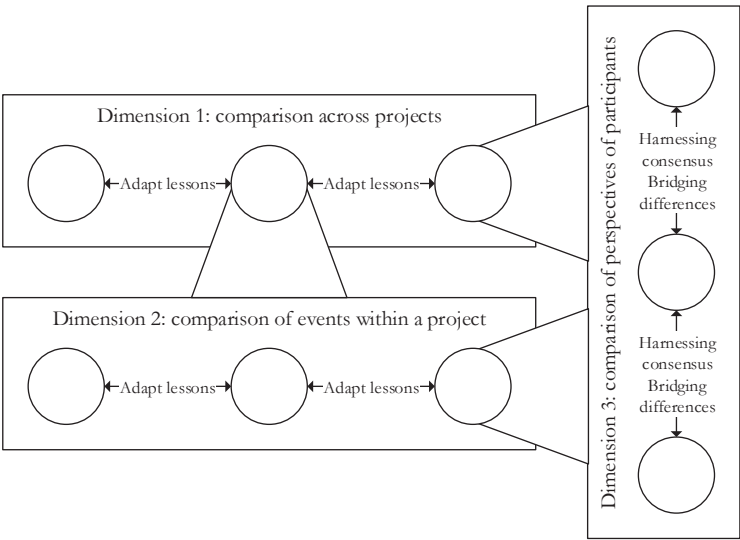 Dimension 1: comparison across projects
Adapt lessons
Adapt lessons
Dimension 2: comparison of events within a project
Adapt lessons
Adapt lessons
Dimension 3: comparison of perspectives of participants
Harnessing
consensus
Bridging
differences
Harnessing
consensus
Bridging
differences